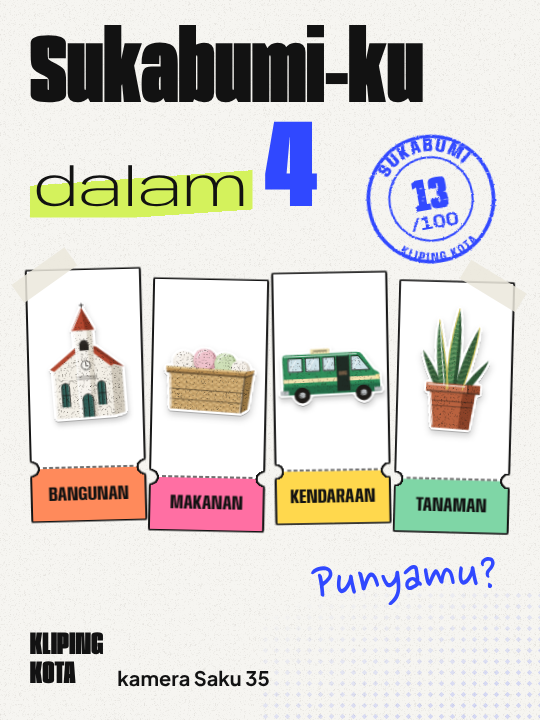 Sukabumi-ku
dalam 4
SUKABUMI
13
/100
KLIPING KOTA
BANGUNAN
MAKANAN
KENDARAAN
TANAMAN
Punyamu?
KLIPING
KOTA
kamera Saku 35